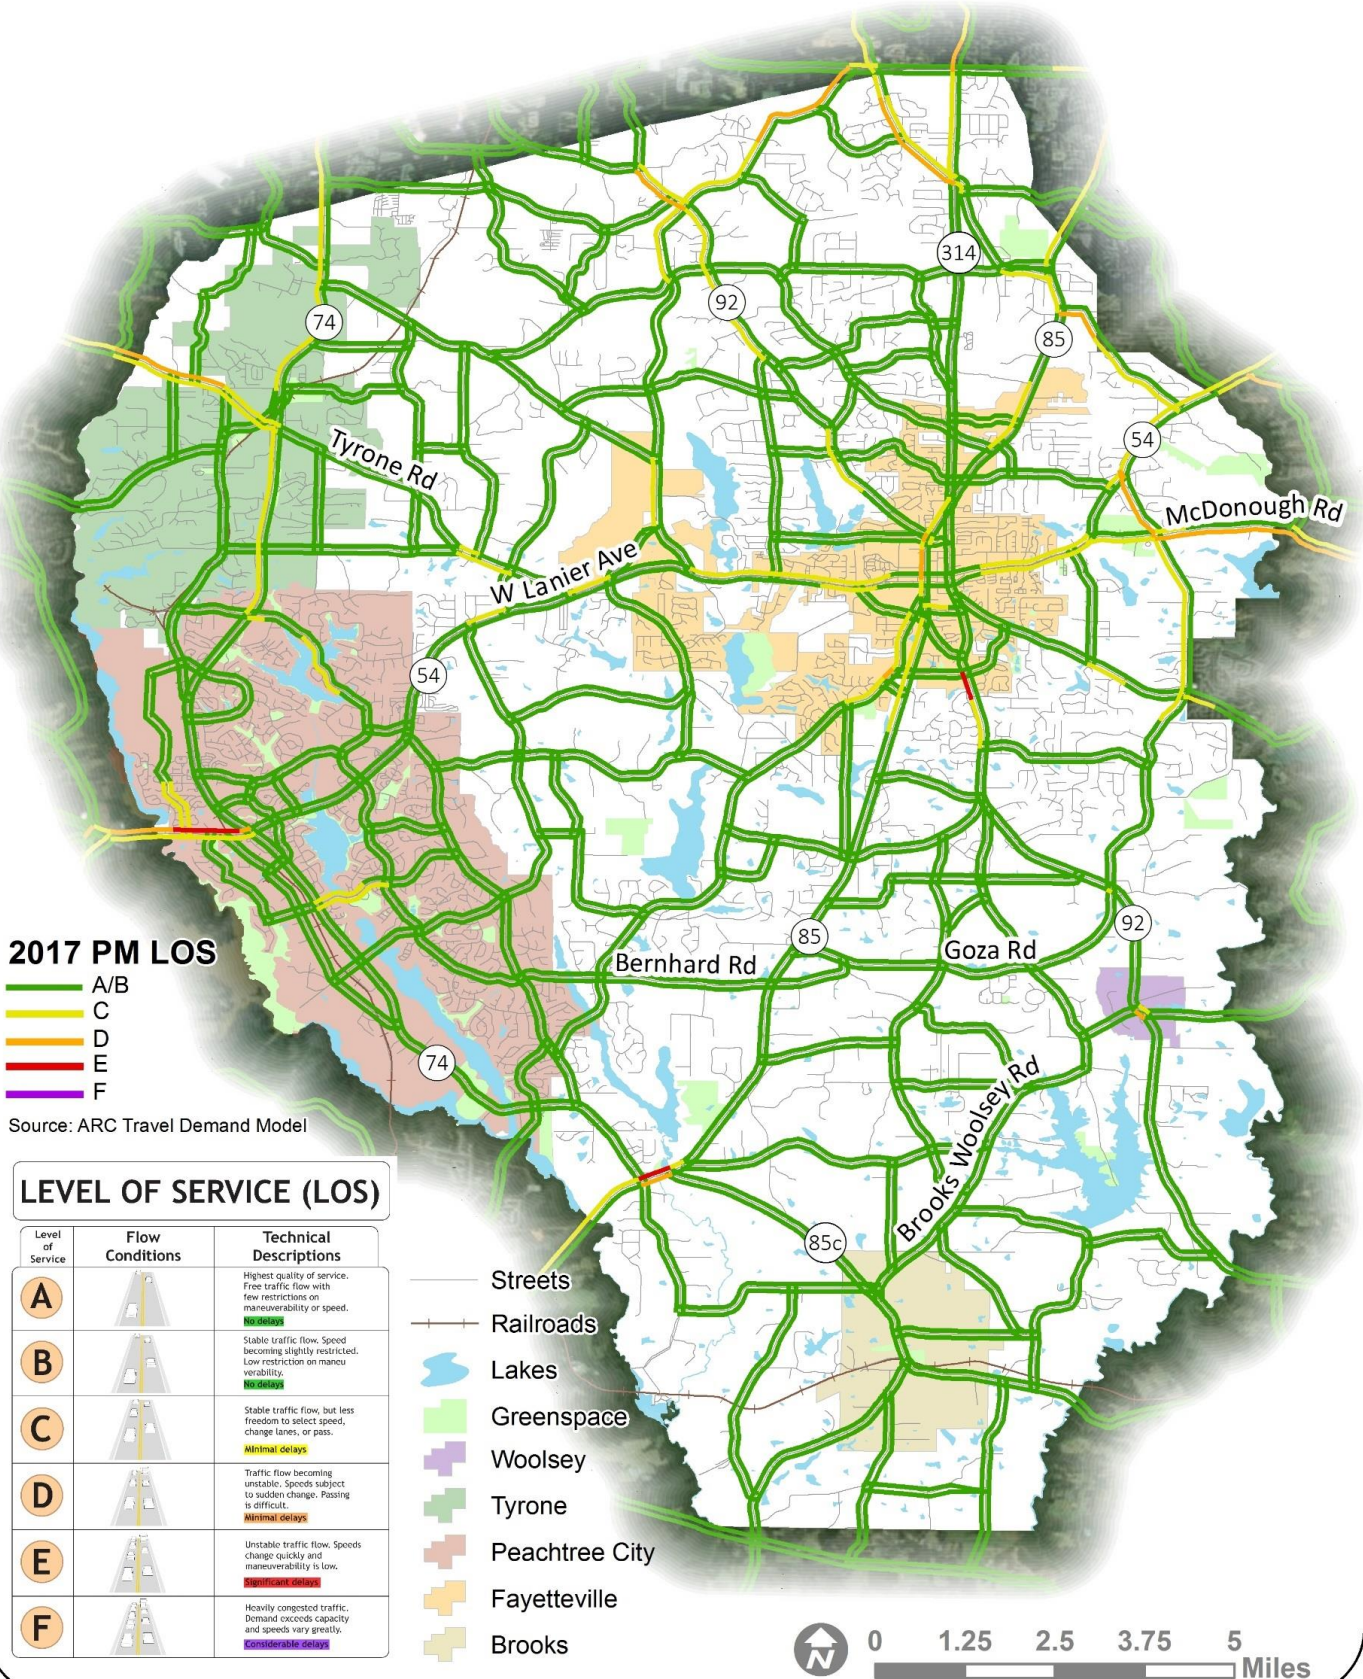 314
92
74
85
54
Tyrone Rd
McDonough Rd
W Lanier Ave
54
92
85
Goza Rd
Bernhard Rd
74
Brooks Woolsey Rd
85c
2017 PM LOS
A/B
C
D
E
F
Source: ARC Travel Demand Model
LEVEL OF SERVICE (LOS)
Level
of
Service
Flow
Conditions
Technical
Descriptions
A
Highest quality of service.
Free traffic flow with
few restrictions on
maneuverability or speed.
No delays
B
Stable traffic flow. Speed
becoming slightly restricted.
Low restriction on maneu
verability.
No delays
C
Stable traffic flow, but less
freedom to select speed,
change lanes, or pass.
Minimal delays
D
Traffic flow becoming
unstable. Speeds subject
to sudden change. Passing
is difficult.
Minimal delays
E
Unstable traffic flow. Speeds
change quickly and
maneuverability is low.
Significant delays
F
Heavily congested traffic.
Demand exceeds capacity
and speeds vary greatly.
Considerable delays
Streets
Railroads
Lakes
Greenspace
Woolsey
Tyrone
Peachtree City
Fayetteville
Brooks
N
0 1.25 2.5 3.75 5
Miles